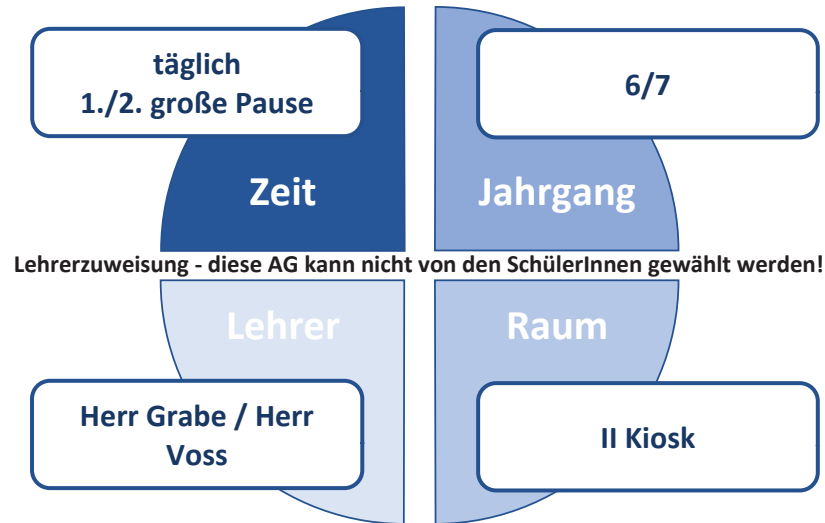 täglich
1./2. große Pause
6/7
Zeit
Jahrgang
Lehrerzuweisung - diese AG kann nicht von den SchülerInnen gewählt werden!
Lehrer
Raum
Herr Grabe / Herr
Voss
II Kiosk